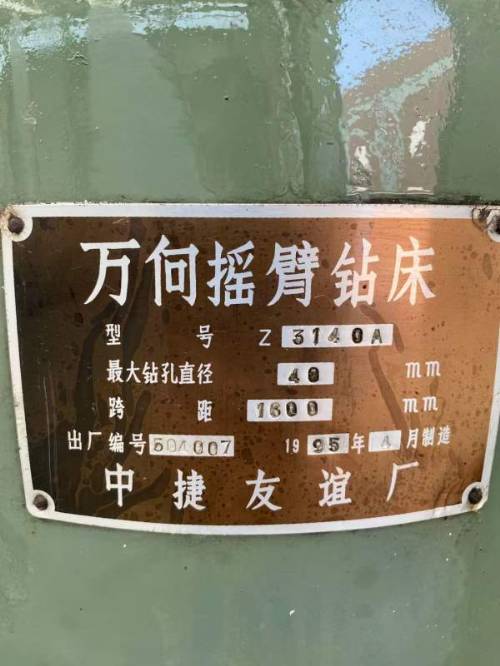 万向摇臂钻床
型号 Z 3140A
最大钻孔直径 40 mm
跨距 1600 mm
出厂编号 504007 1995年4月制造
中捷友谊厂